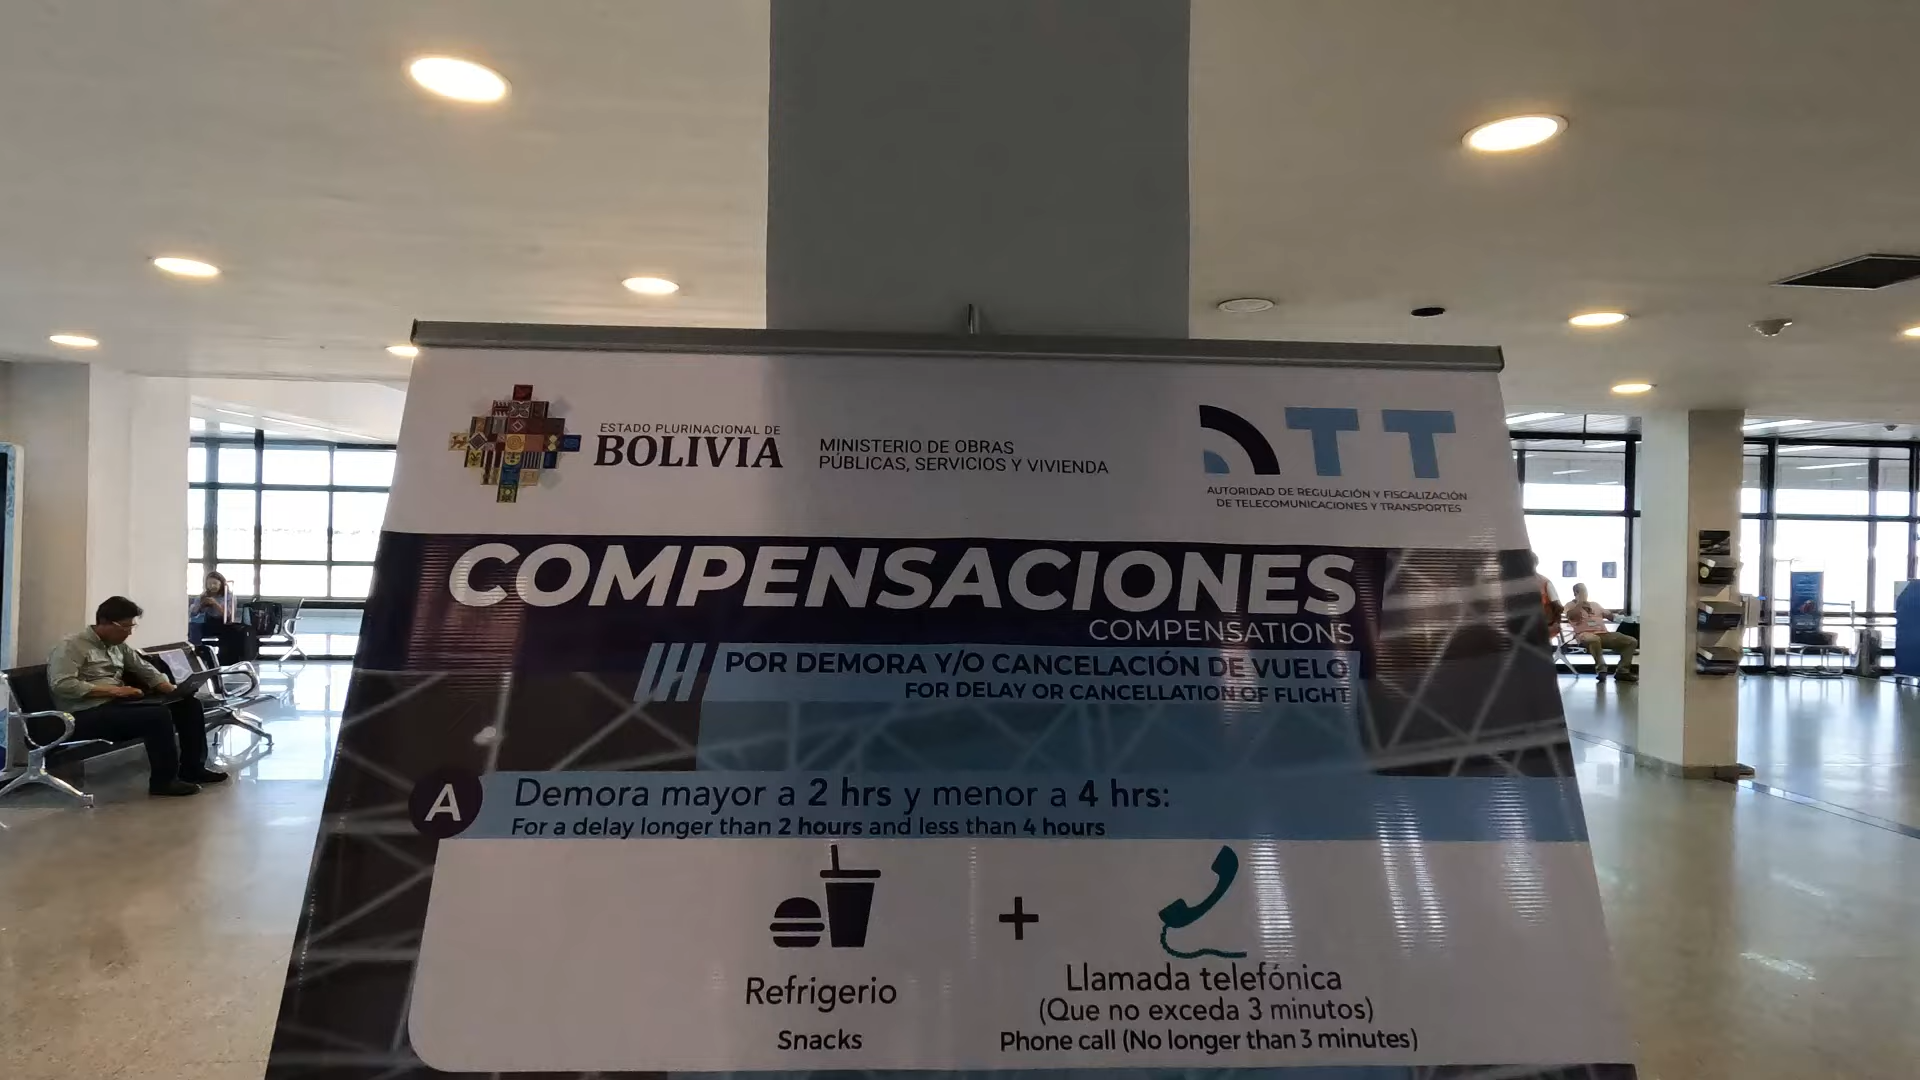 ESTADO PLURINACIONAL DE
BOLIVIA
MINISTERIO DE OBRAS
PÚBLICAS, SERVICIOS Y VIVIENDA
ATT
AUTORIDAD DE REGULACIÓN Y FISCALIZACIÓN
DE TELECOMUNICACIONES Y TRANSPORTES
COMPENSACIONES
COMPENSATIONS
POR DEMORA Y/O CANCELACIÓN DE VUELO
FOR DELAY OR CANCELLATION OF FLIGHT
A
Demora mayor a 2 hrs y menor a 4 hrs:
For a delay longer than 2 hours and less than 4 hours
+
Refrigerio
Snacks
Llamada telefónica
(Que no exceda 3 minutos)
Phone call (No longer than 3 minutes)